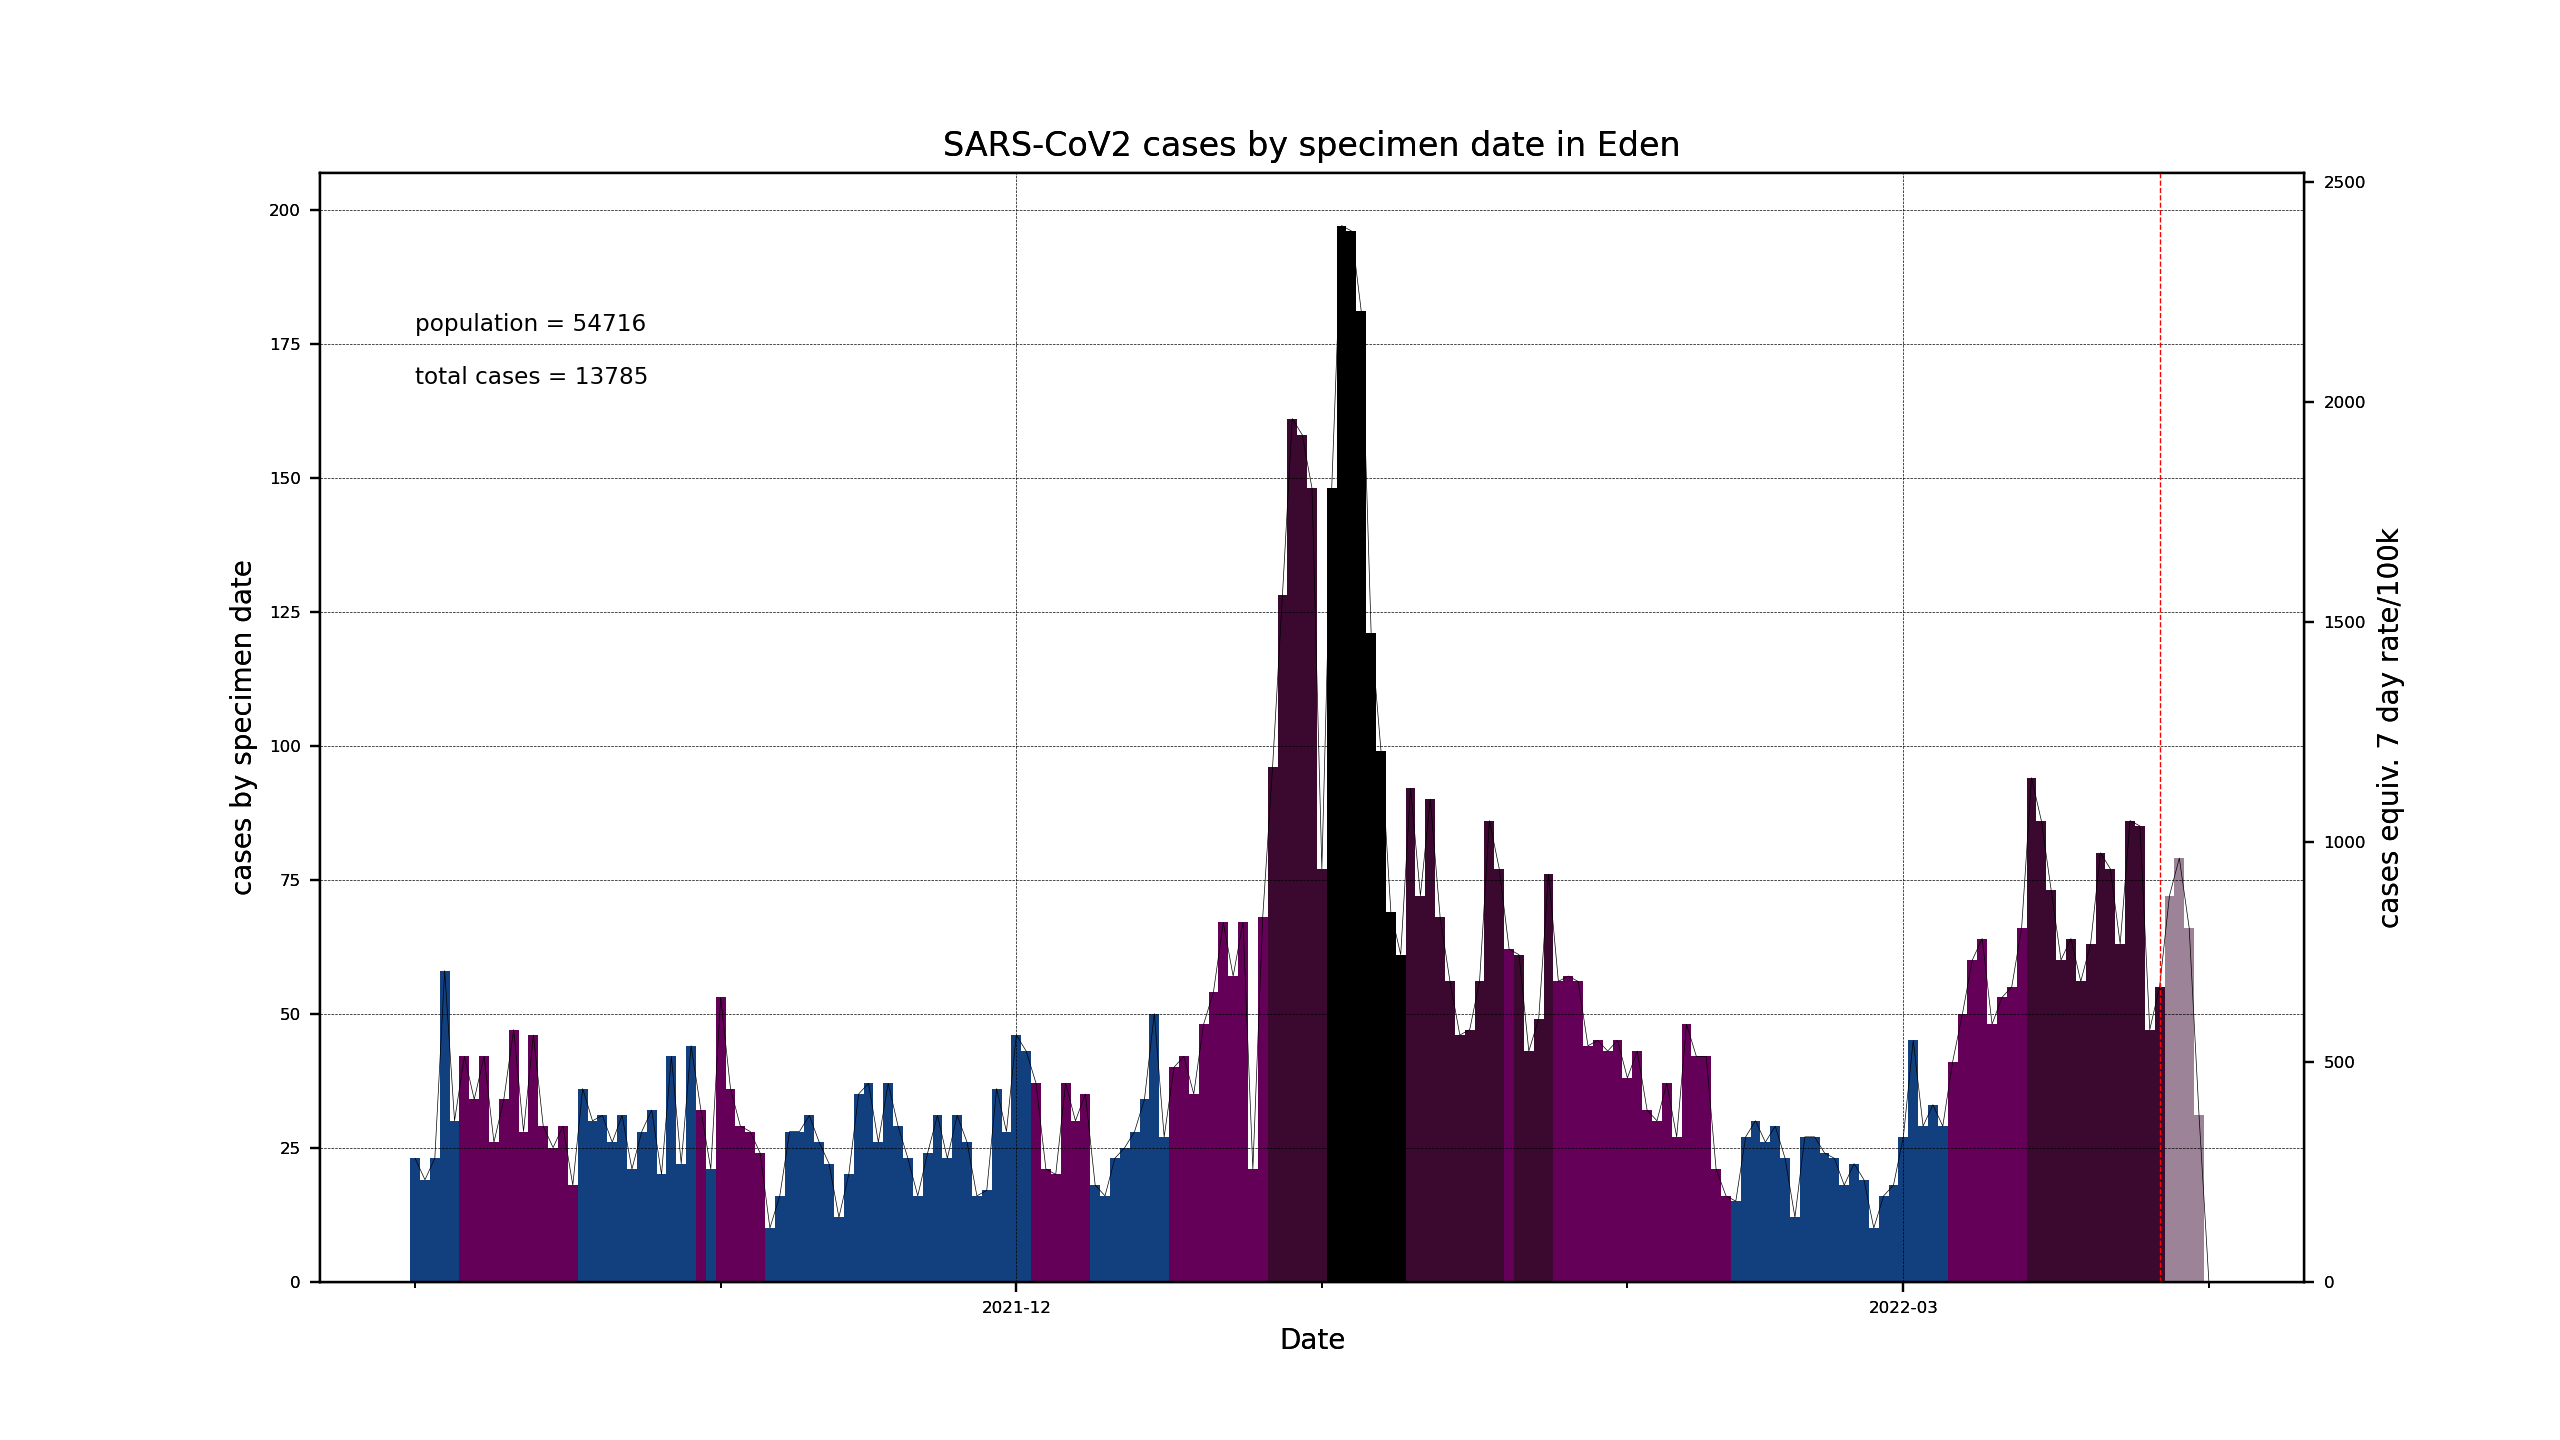 SARS-CoV2 cases by specimen date in Eden
population = 54716
total cases = 13785
cases by specimen date
200
175
150
125
100
75
50
25
0
2500
2000
1500
1000
500
0
cases equiv. 7 day rate/100k
2021-12
2022-03
Date